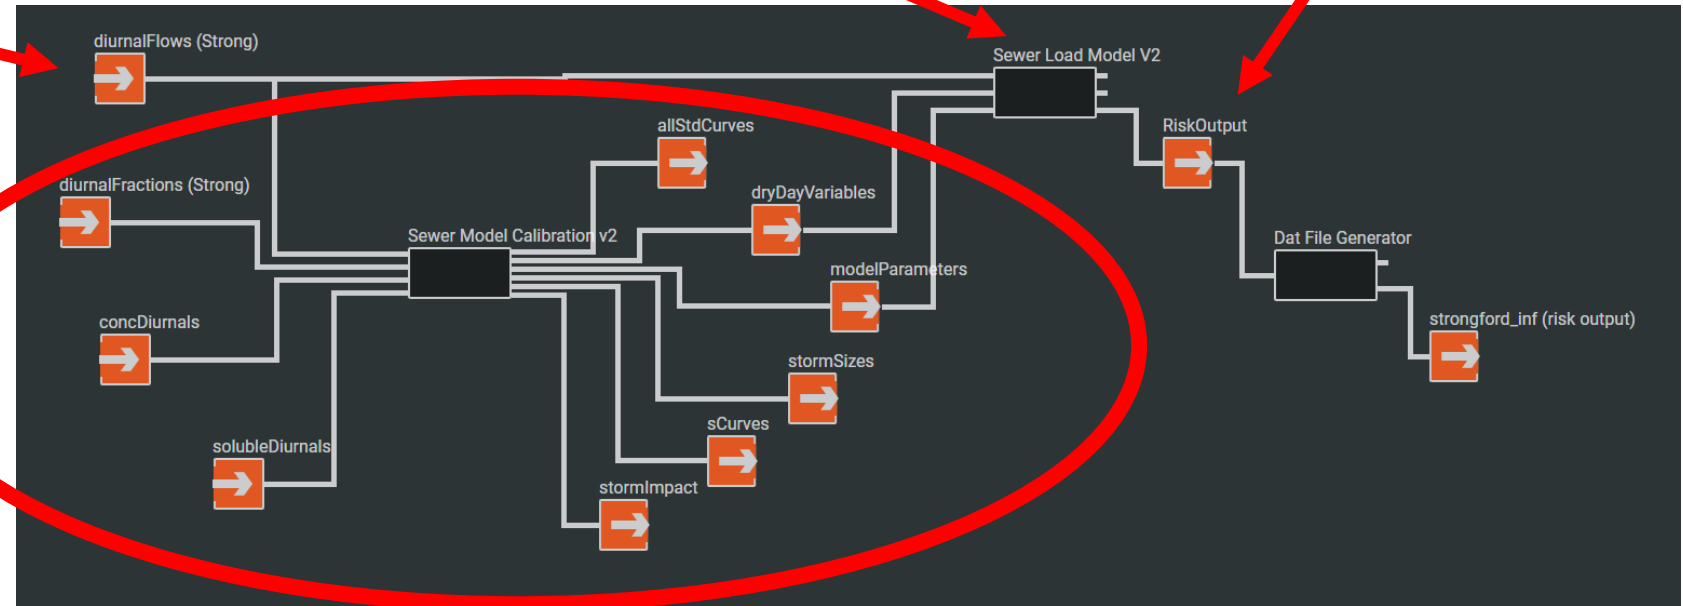 diurnalFlows (Strong)
Sewer Load Model V2
allStdCurves
RiskOutput
diurnalFractions (Strong)
dryDayVariables
Sewer Model Calibration v2
Dat File Generator
modelParameters
concDiurnals
strongford_inf (risk output)
stormSizes
sCurves
solubleDiurnals
stormImpact